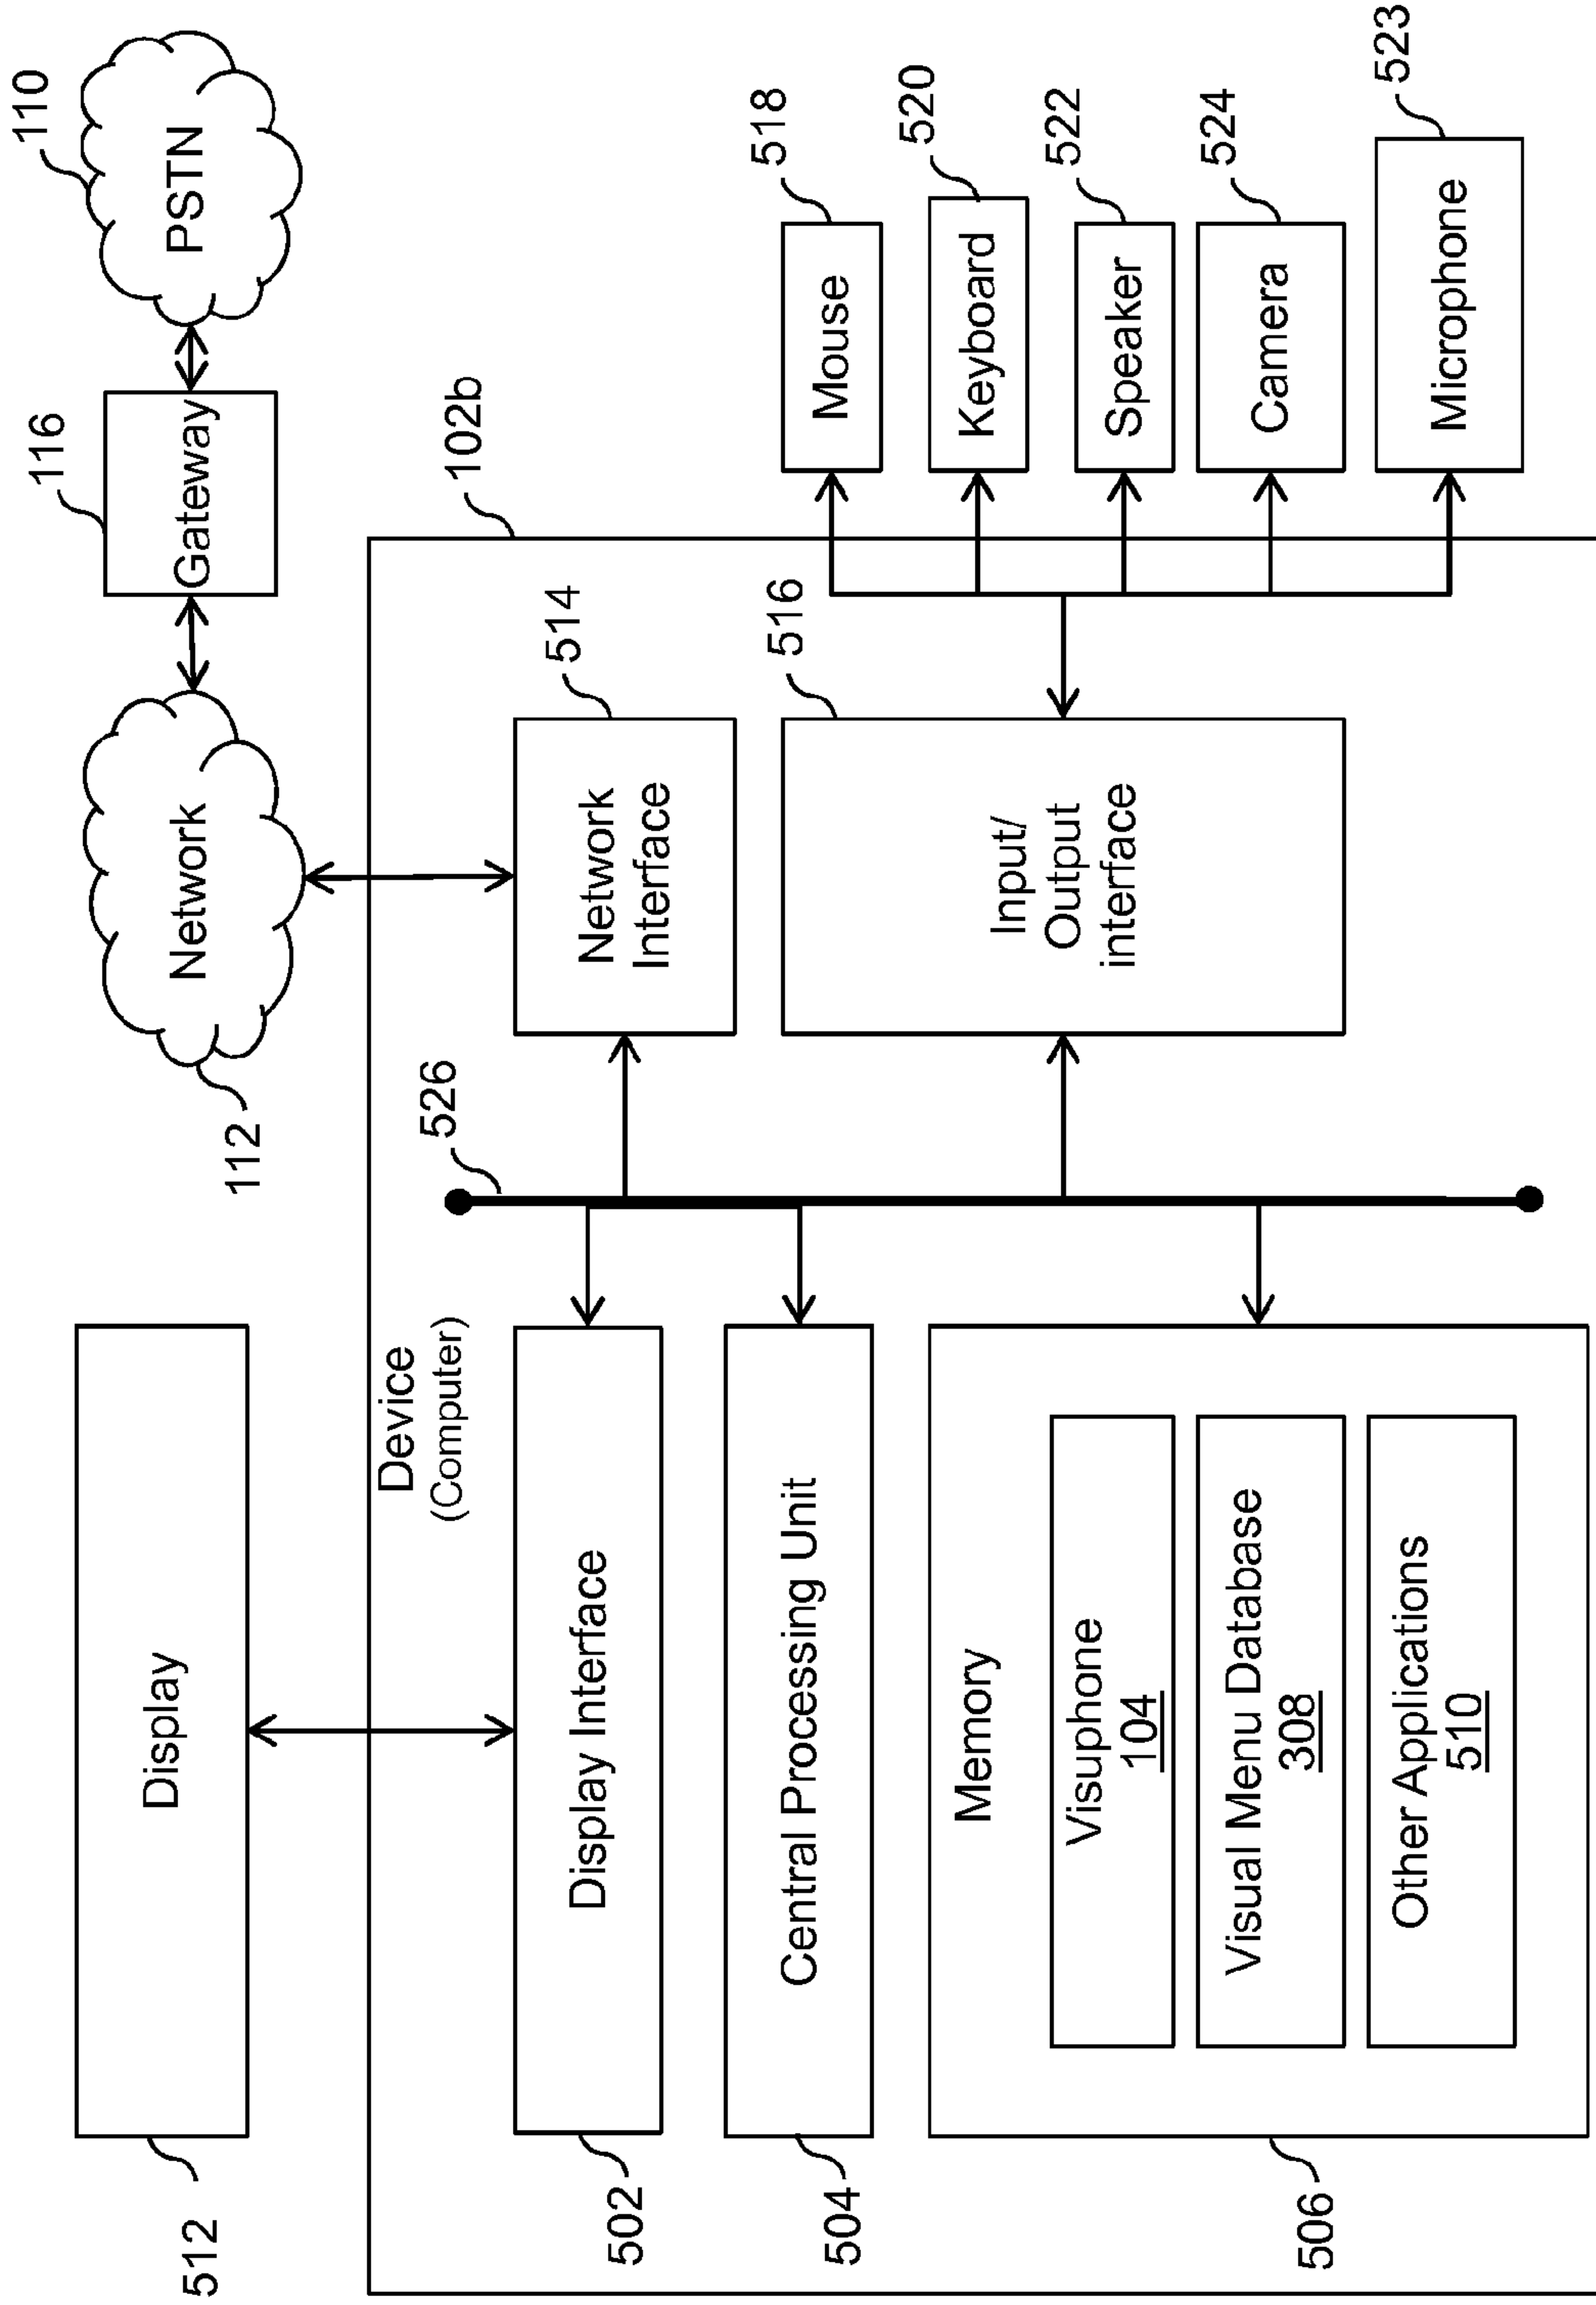 Display
512
Network
112
Gateway
116
PSTN
110
Device
(Computer)
102b
526
Display Interface
502
Network
Interface
514
Central Processing Unit
504
Input/
Output
interface
516
Memory
506
Visuphone
104
Visual Menu Database
308
Other Applications
510
Mouse
518
Keyboard
520
Speaker
522
Camera
524
Microphone
523